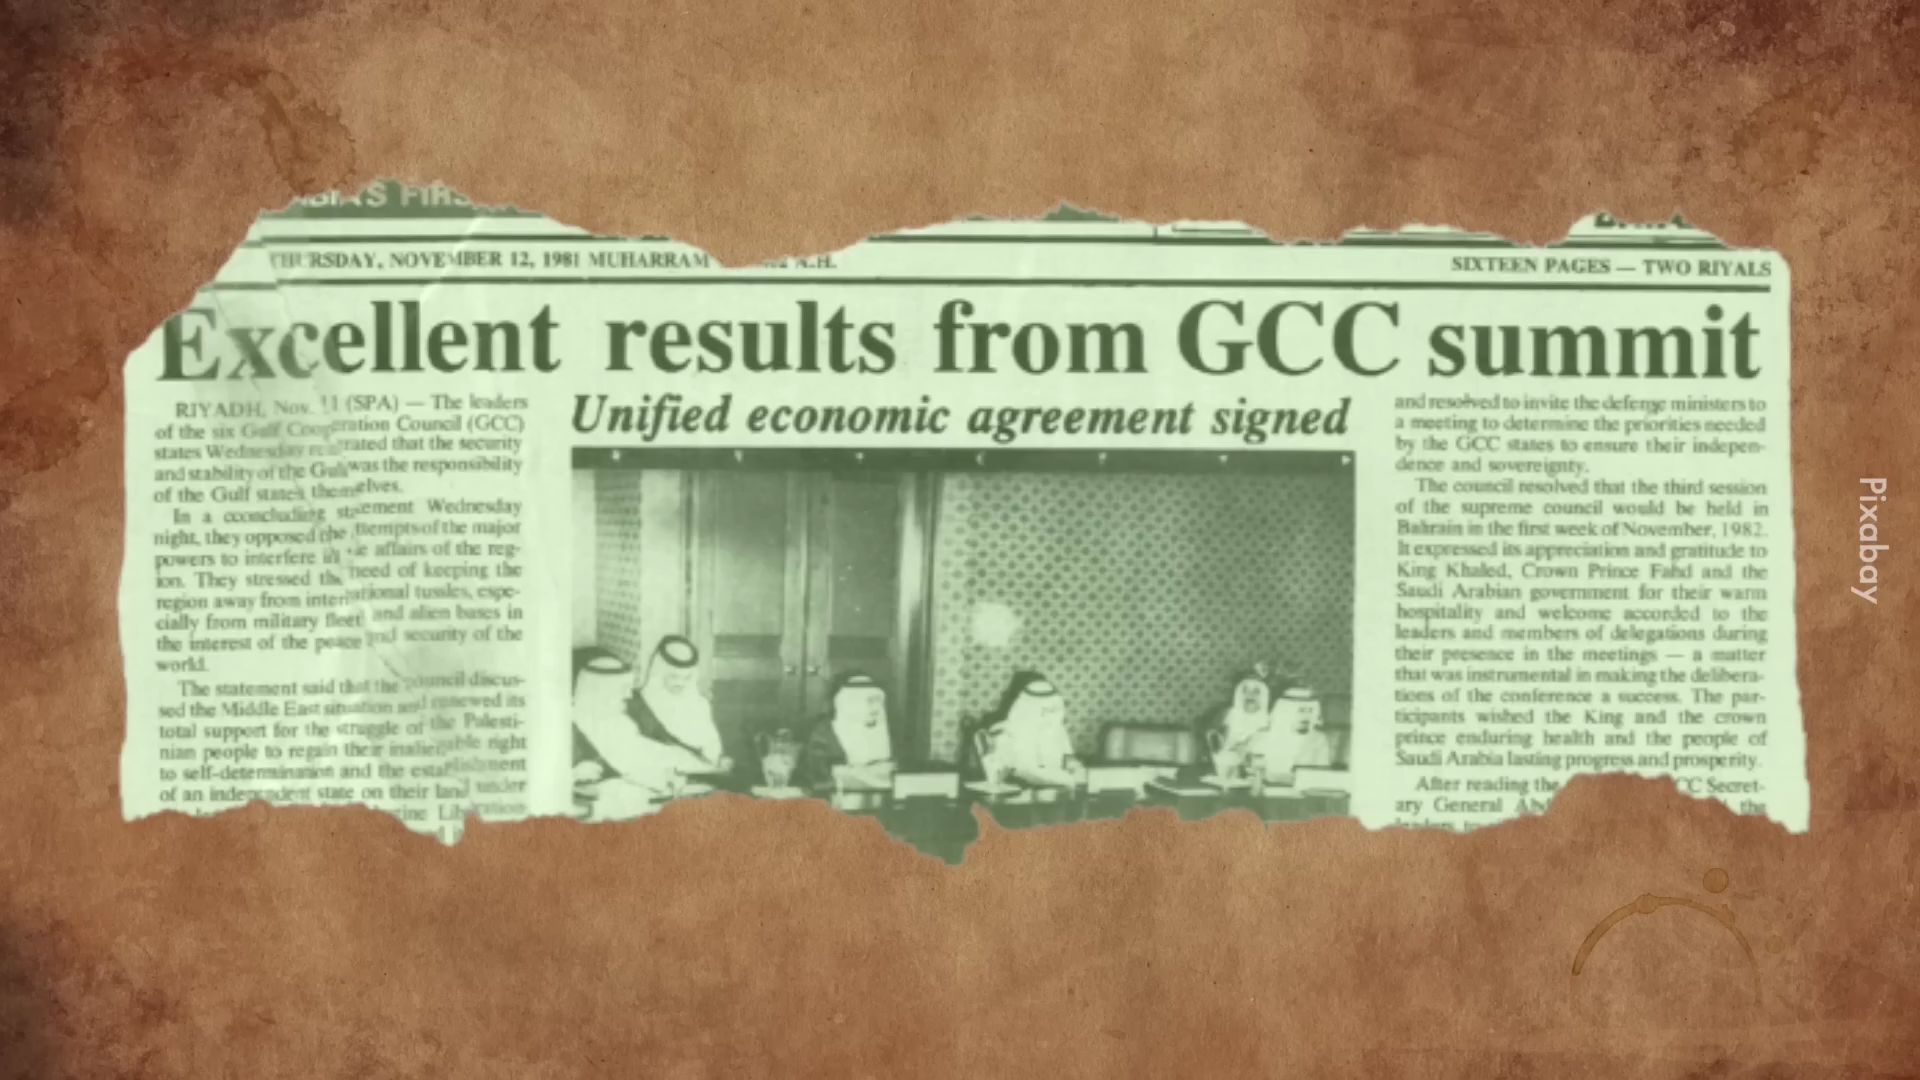 THURSDAY, NOVEMBER 12, 1981 MUHARRAM A.H.
SIXTEEN PAGES — TWO RIYALS
Excellent results from GCC summit
RIYADH, Nov. 11 (SPA) — The leaders
of the six Gulf Cooperation Council (GCC)
states Wednesday that the security
and stability of the Gulf was the responsibility
of the Gulf states themselves.
In a cconcluding statement Wednesday
night, they opposed the attempts of the major
powers to interfere in affairs of the reg-
ion. They stressed the need of keeping the
region away from international tussles, espe-
cially from military fleet and alien bases in
the interest of the peace and security of the
world.
The statement said that the council discus-
sed the Middle East situation and renewed its
total support for the struggle of the Palesti-
nian people to regain their inalienable right
to self-determination and the establishment
of an independent state on their land under
Liberation
Unified economic agreement signed
and resolved to invite the defense ministers to
a meeting to determine the priorities needed
by the GCC states to ensure their indepen-
dence and sovereignty.
The council resolved that the third session
of the supreme council would be held in
Bahrain in the first week of November, 1982.
It expressed its appreciation and gratitude to
King Khaled, Crown Prince Fahd and the
Saudi Arabian government for their warm
hospitality and welcome accorded to the
leaders and members of delegations during
their presence in the meetings — a matter
that was instrumental in making the delibera-
tions of the conference a success. The par-
ticipants wished the King and the crown
prince enduring health and the people of
Saudi Arabia lasting progress and prosperity.
After reading the Secret-
ary General the
Pixabay